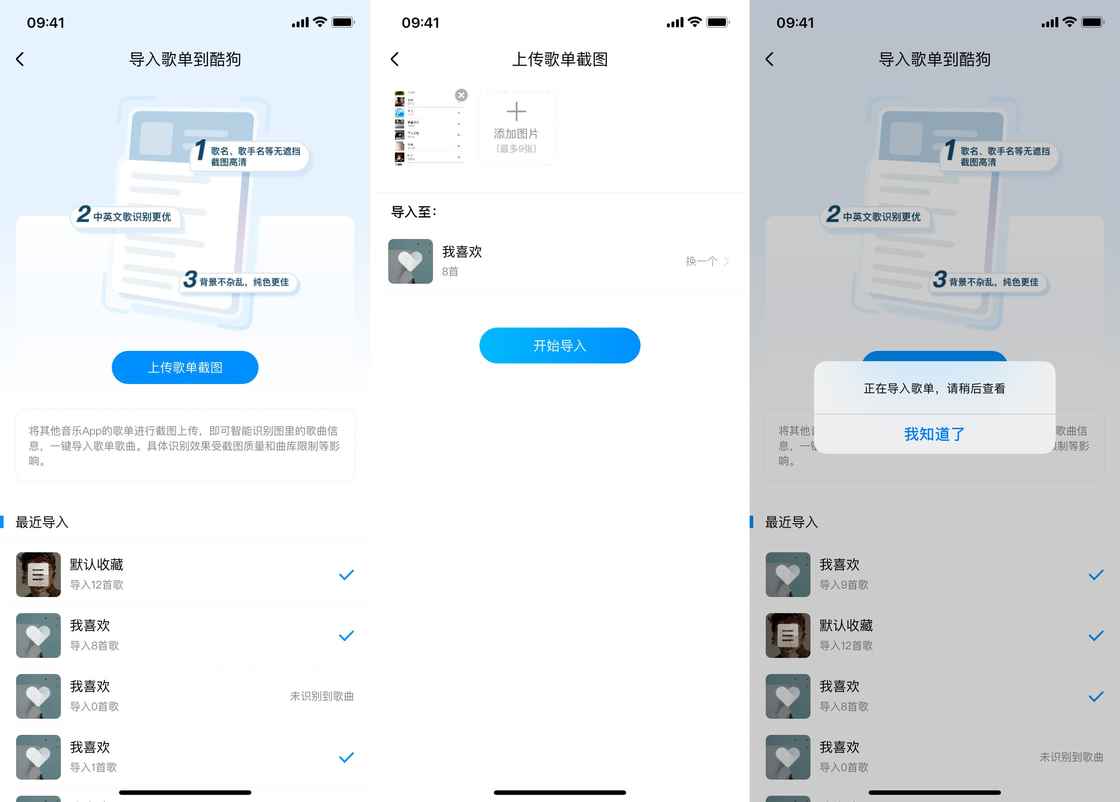 09:41
导入歌单到酷狗
1 歌名、歌手名等无遮挡
截图高清
2 中英文歌识别更优
3 背景不杂乱，纯色更佳
上传歌单截图
将其他音乐App的歌单进行截图上传，即可智能识别图里的歌曲信
息，一键导入歌单歌曲。具体识别效果受截图质量和曲库限制等影
响。
最近导入
默认收藏
导入12首歌
我喜欢
导入8首歌
我喜欢
导入0首歌
未识别到歌曲
我喜欢
导入1首歌
09:41
上传歌单截图
添加图片
(最多9张)
导入至：
我喜欢
8首
换一个
开始导入
09:41
导入歌单到酷狗
1 歌名、歌手名等无遮挡
截图高清
2 中英文歌识别更优
3 背景不杂乱，纯色更佳
正在导入歌单，请稍后查看
我知道了
将其他
歌曲信
息，一
制等影
响。
最近导入
我喜欢
导入9首歌
默认收藏
导入12首歌
我喜欢
导入8首歌
我喜欢
导入0首歌
未识别到歌曲